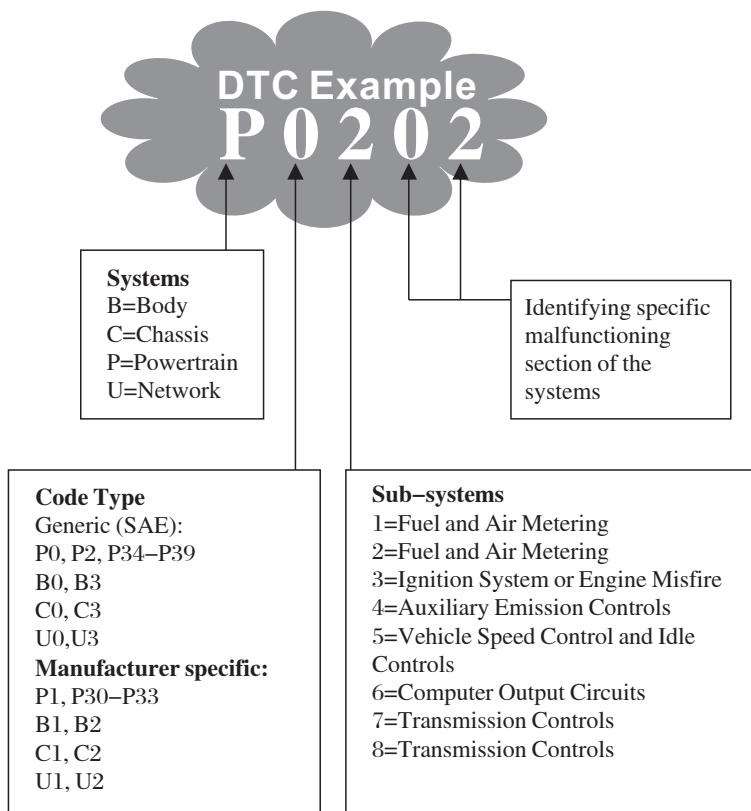 DTC Example
P 0 2 0 2
Systems
B=Body
C=Chassis
P=Powertrain
U=Network
Identifying specific
malfunctioning
section of the
systems
Code Type
Generic (SAE):
P0, P2, P34–P39
B0, B3
C0, C3
U0,U3
Manufacturer specific:
P1, P30–P33
B1, B2
C1, C2
U1, U2
Sub–systems
1=Fuel and Air Metering
2=Fuel and Air Metering
3=Ignition System or Engine Misfire
4=Auxiliary Emission Controls
5=Vehicle Speed Control and Idle
Controls
6=Computer Output Circuits
7=Transmission Controls
8=Transmission Controls